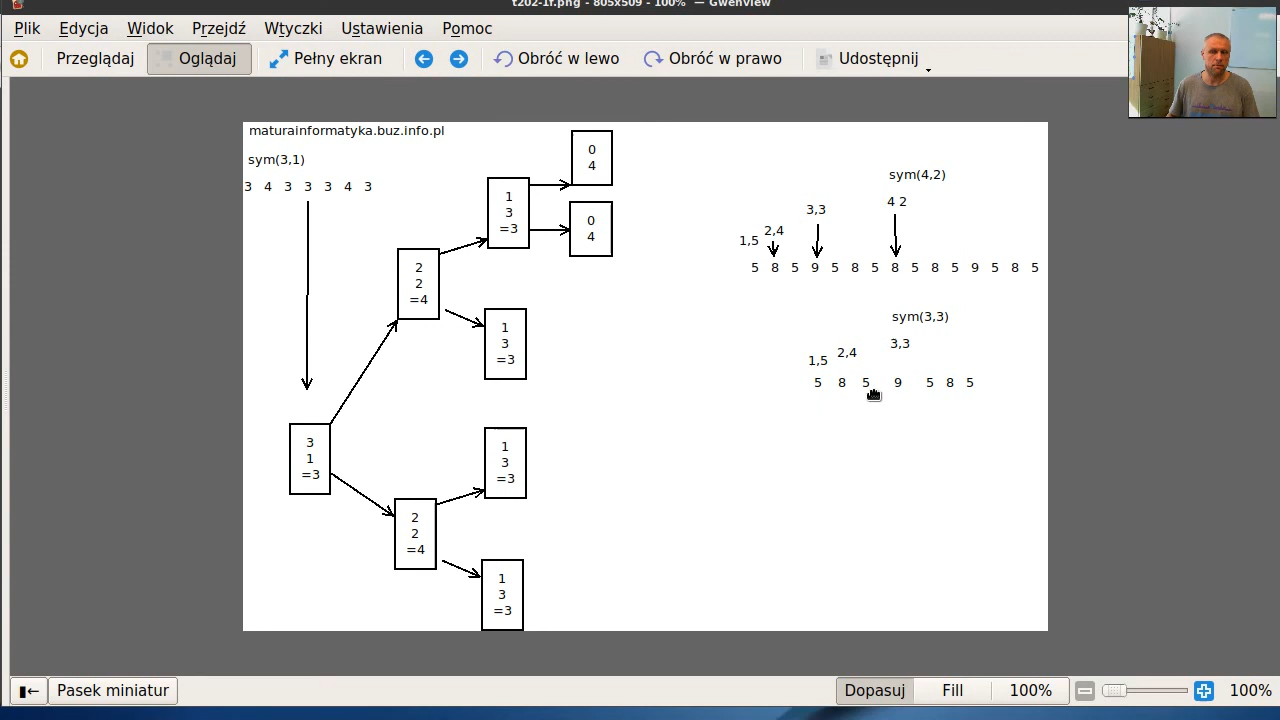 t202-1f.png - 805x509 - 100% — Gwenview
Plik Edycja Widok Przejdź Wtyczki Ustawienia Pomoc
Przeglądaj Oglądaj Pełny ekran Obróć w lewo Obróć w prawo Udostępnij
maturainformatyka.buz.info.pl
sym(3,1)
3 4 3 3 3 4 3
3
1
=3
2
2
=4
1
3
=3
0
4
0
4
1
3
=3
2
2
=4
1
3
=3
1
3
=3
sym(4,2)
4 2
3,3
2,4
1,5
5 8 5 9 5 8 5 8 5 8 5 9 5 8 5
sym(3,3)
3,3
2,4
1,5
5 8 5 9 5 8 5
Pasek miniatur Dopasuj Fill 100% 100%